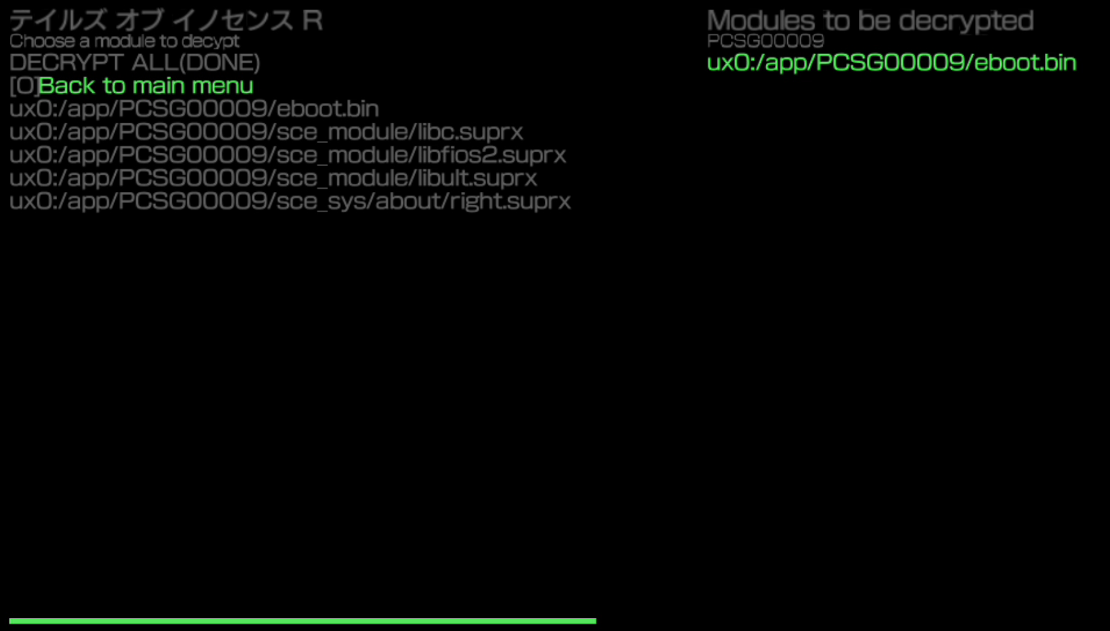 テイルズ オブ イノセンス R
Choose a module to decypt
DECRYPT ALL(DONE)
[O]Back to main menu
ux0:/app/PCSG00009/eboot.bin
ux0:/app/PCSG00009/sce_module/libc.suprx
ux0:/app/PCSG00009/sce_module/libfios2.suprx
ux0:/app/PCSG00009/sce_module/libult.suprx
ux0:/app/PCSG00009/sce_sys/about/right.suprx
Modules to be decrypted
PCSG00009
ux0:/app/PCSG00009/eboot.bin